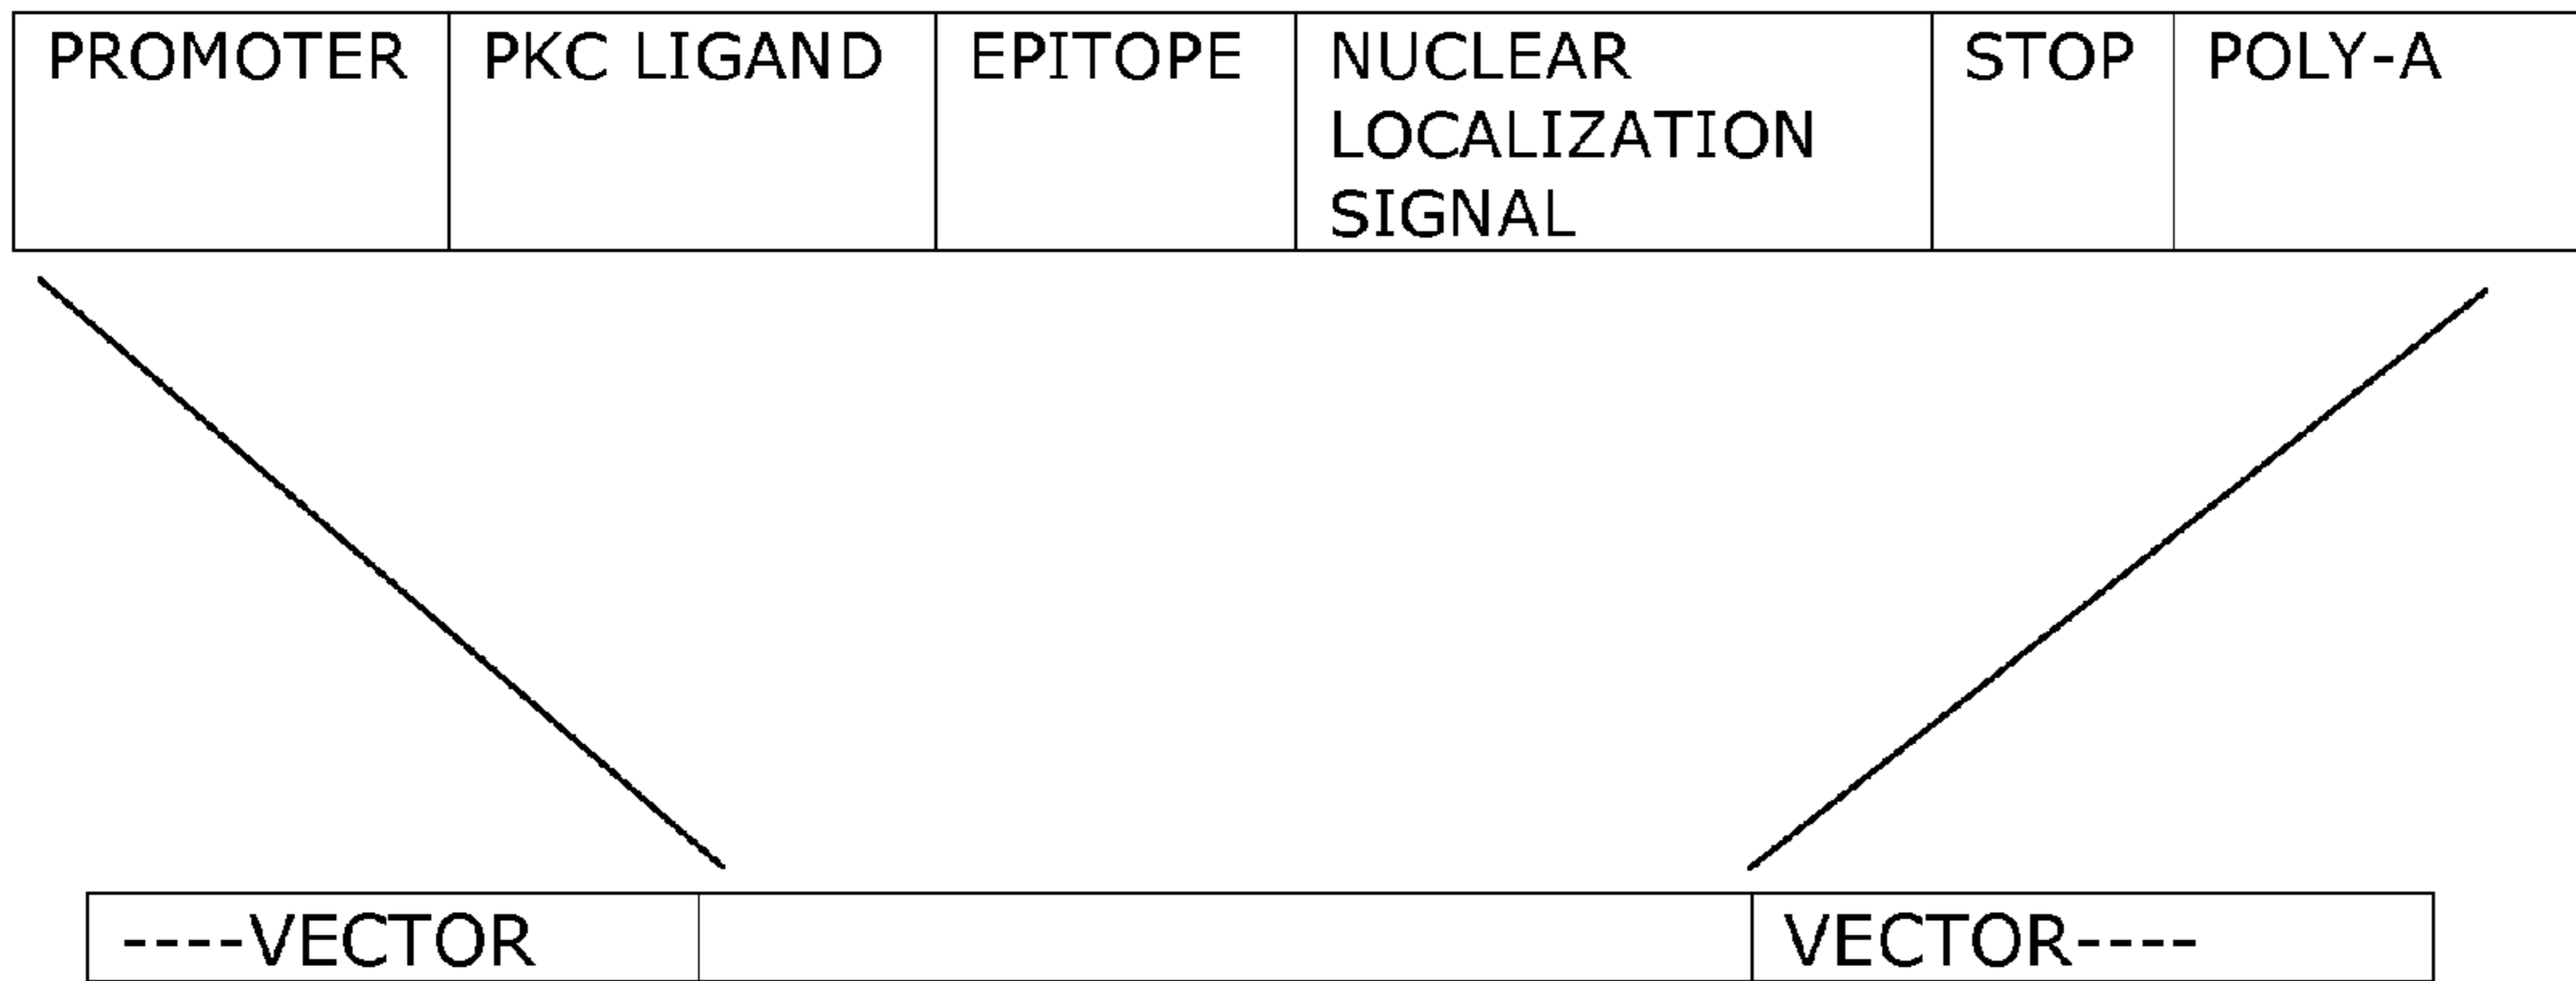 PROMOTER
PKC LIGAND
EPITOPE
NUCLEAR
LOCALIZATION
SIGNAL
STOP
POLY-A
----VECTOR
VECTOR----